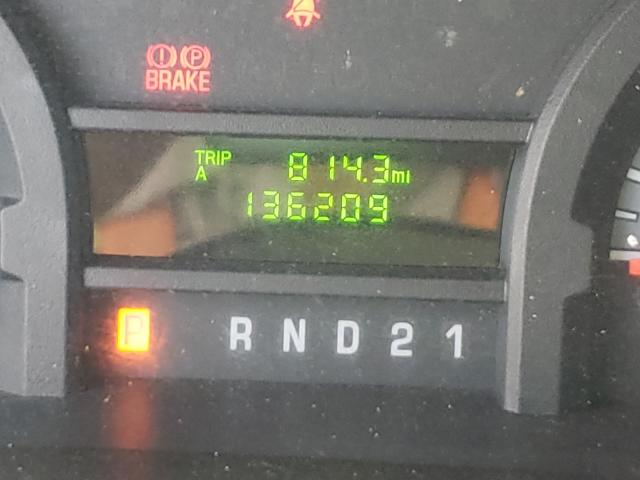 (!) (P)
BRAKE
TRIP A 814.3 mi
136209
P R N D 2 1